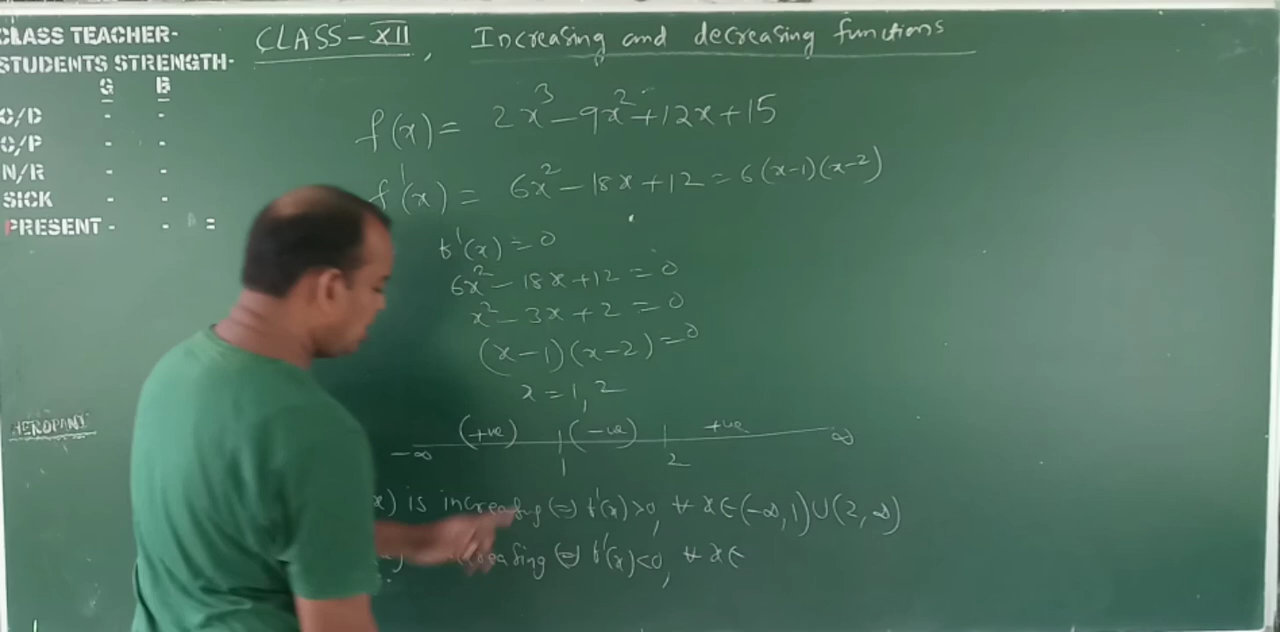 CLASS TEACHER-
STUDENTS STRENGTH-
G B
O/D - -
O/P - -
N/R - -
SICK - -
PRESENT - - =
CLASS-XII, Increasing and decreasing functions
f(x) = 2x³-9x²+12x+15
f'(x) = 6x²-18x+12 = 6(x-1)(x-2)
f'(x) = 0
6x²-18x+12 = 0
x²-3x+2 = 0
(x-1)(x-2) = 0
x = 1, 2
(+ve) (-ve) +ve
-∞ 1 2 ∞
x) is increasing ⇔ f'(x)>0, ∀ x∈(-∞,1)∪(2,∞)
⇔ f'(x)<0, ∀ x∈